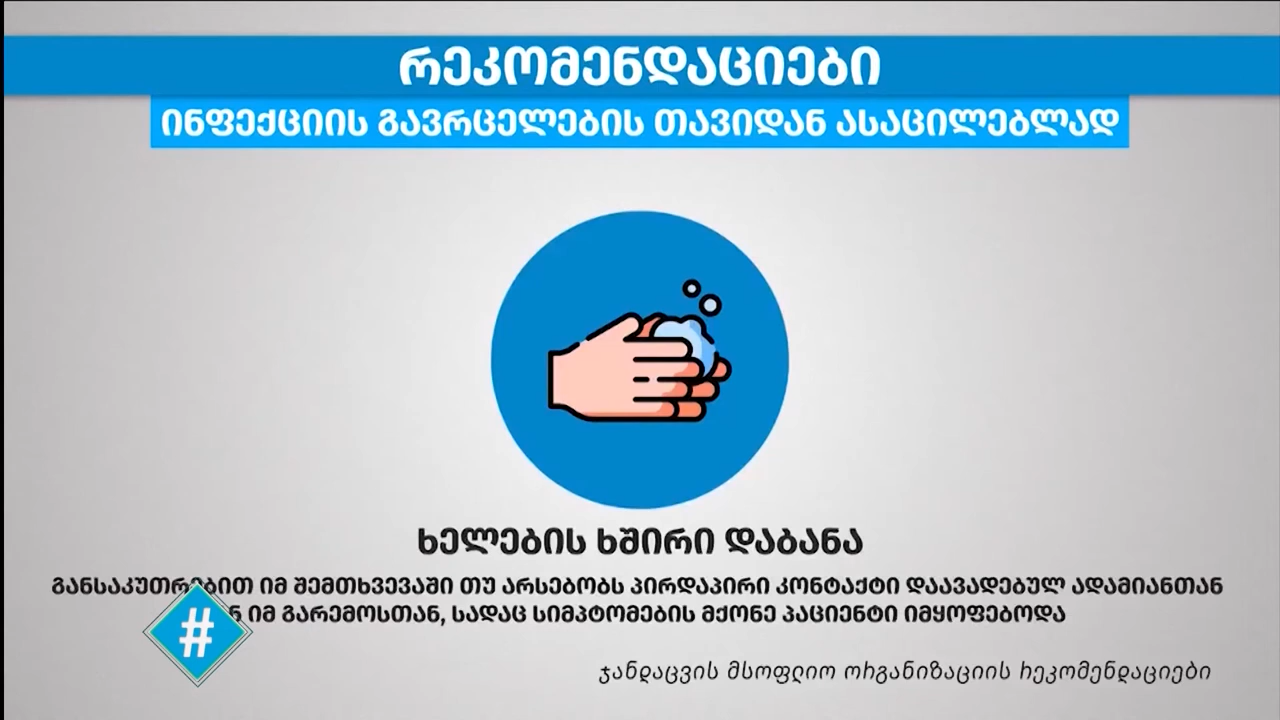 რეკომენდაციები
ინფექციის გავრცელების თავიდან ასაცილებლად
ხელების ხშირი დაბანა
განსაკუთრებით იმ შემთხვევაში თუ არსებობს პირდაპირი კონტაქტი დაავადებულ ადამიანთან
იმ გარემოსთან, სადაც სიმპტომების მქონე პაციენტი იმყოფებოდა
#
ჯანდაცვის მსოფლიო ორგანიზაციის რეკომენდაციები